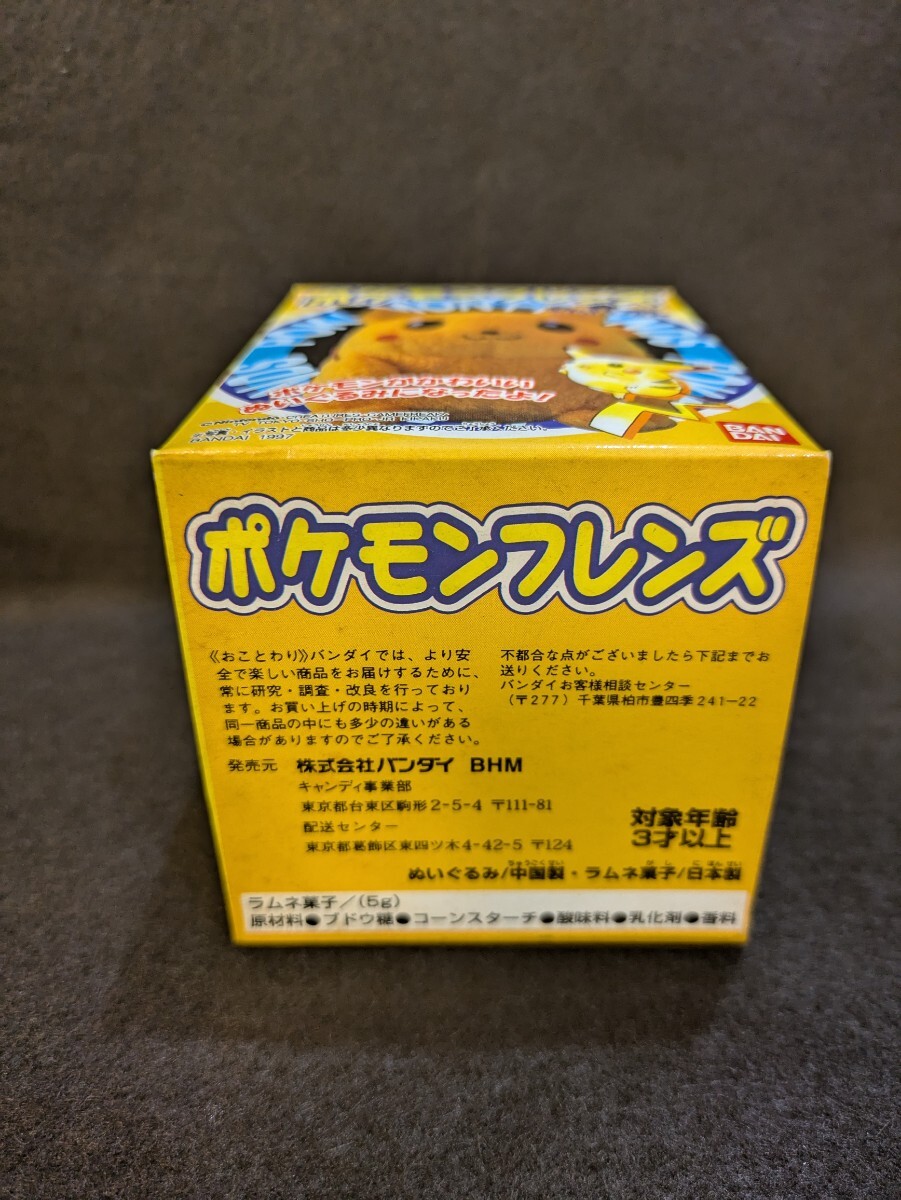 ポケモンがかわいい
ぬいぐるみになったよ!
BANDAI 1997
BAN
DAI
ポケモンフレンズ
《おことわり》バンダイでは、より安
全で楽しい商品をお届けするために、
常に研究・調査・改良を行っており
ます。お買い上げの時期によって、
同一商品の中にも多少の違いがある
場合がありますのでご了承ください。
不都合な点がございましたら下記までお
送りください。
バンダイお客様相談センター
(〒277)千葉県柏市豊四季241-22
発売元 株式会社バンダイ BHM
キャンディ事業部
東京都台東区駒形2-5-4 〒111-81
配送センター
東京都葛飾区東四ツ木4-42-5 〒124
対象年齢
3才以上
ぬいぐるみ/中国製・ラムネ菓子/日本製
ラムネ菓子/(5g)
原材料●ブドウ糖●コーンスターチ●酸味料●乳化剤●香料